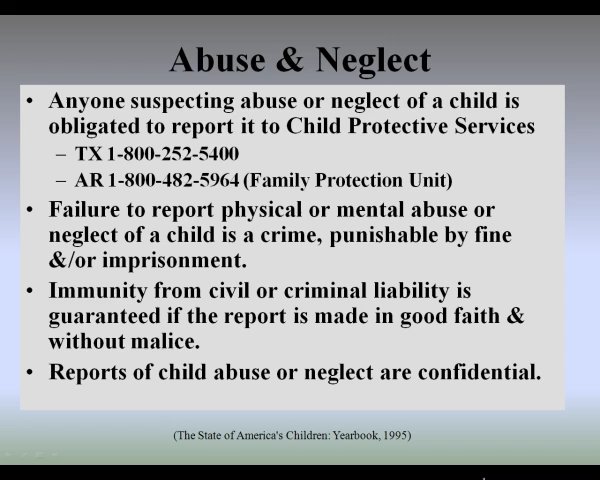 Abuse & Neglect
• Anyone suspecting abuse or neglect of a child is
obligated to report it to Child Protective Services
– TX 1-800-252-5400
– AR 1-800-482-5964 (Family Protection Unit)
• Failure to report physical or mental abuse or
neglect of a child is a crime, punishable by fine
&/or imprisonment.
• Immunity from civil or criminal liability is
guaranteed if the report is made in good faith &
without malice.
• Reports of child abuse or neglect are confidential.
(The State of America's Children: Yearbook, 1995)